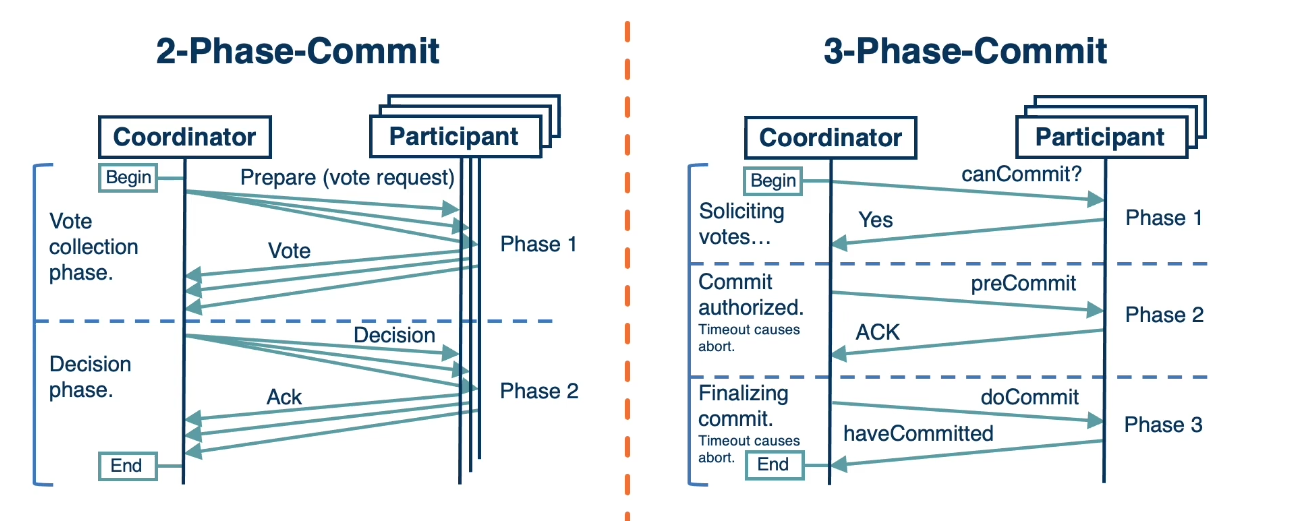 2-Phase-Commit
Coordinator
Participant
Begin
Prepare (vote request)
Vote
collection
phase.
Vote
Phase 1
Decision
Decision
phase.
Phase 2
Ack
End
3-Phase-Commit
Coordinator
Participant
Begin
canCommit?
Soliciting
votes...
Yes
Phase 1
Commit
authorized.
Timeout causes
abort.
preCommit
Phase 2
ACK
Finalizing
commit.
Timeout causes
abort.
doCommit
Phase 3
haveCommitted
End